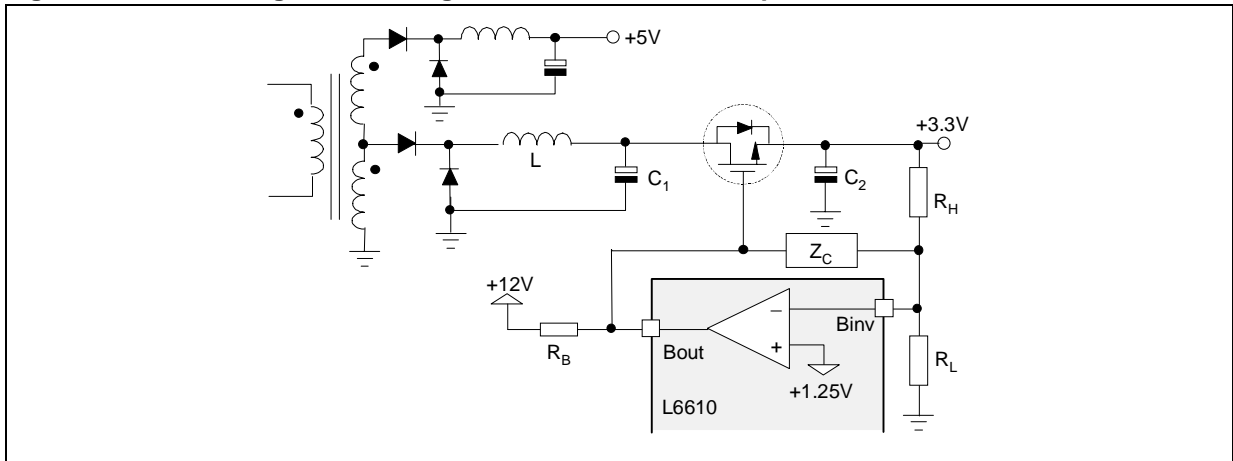 +5V
+3.3V
L
C1
C2
RH
ZC
+12V
RB
Bout
−
+
Binv
+1.25V
RL
L6610